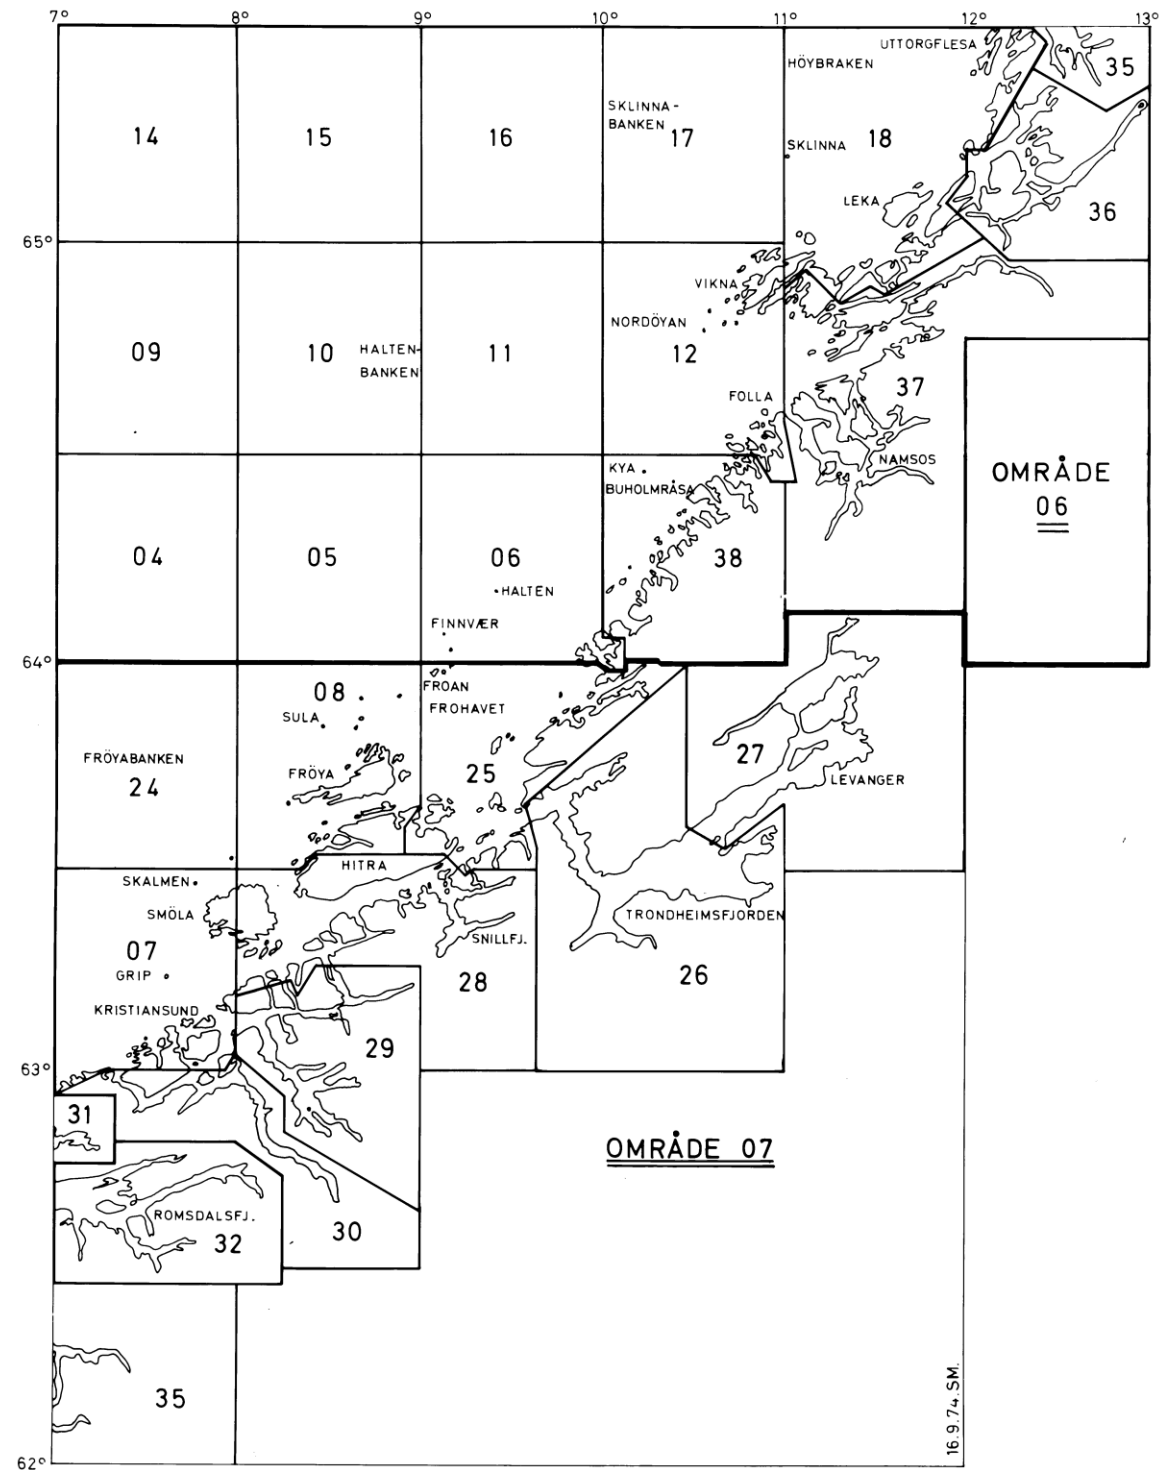 7° 8° 9° 10° 11° 12° 13°
UTTORGFLESA
HÖYBRAKEN
35
SKLINNA-
BANKEN
14 15 16 17
SKLINNA 18
LEKA
36
65°
VIKNA
NORDÖYAN
09 10 HALTEN-
BANKEN
11 12
37
FOLLA
NAMSOS
KYA
BUHOLMRÅSA
OMRÅDE
06
04 05 06 38
HALTEN
FINNVÆR
64°
08
FROAN
FROHAVET
SULA
FRÖYABANKEN
24
FRÖYA
25
27
LEVANGER
HITRA
SKALMEN
SMÖLA
TRONDHEIMSFJORDEN
SNILLFJ.
07
GRIP
28
26
KRISTIANSUND
29
63°
31
OMRÅDE 07
ROMSDALSFJ.
32
30
35
16.9.74.SM.
62°